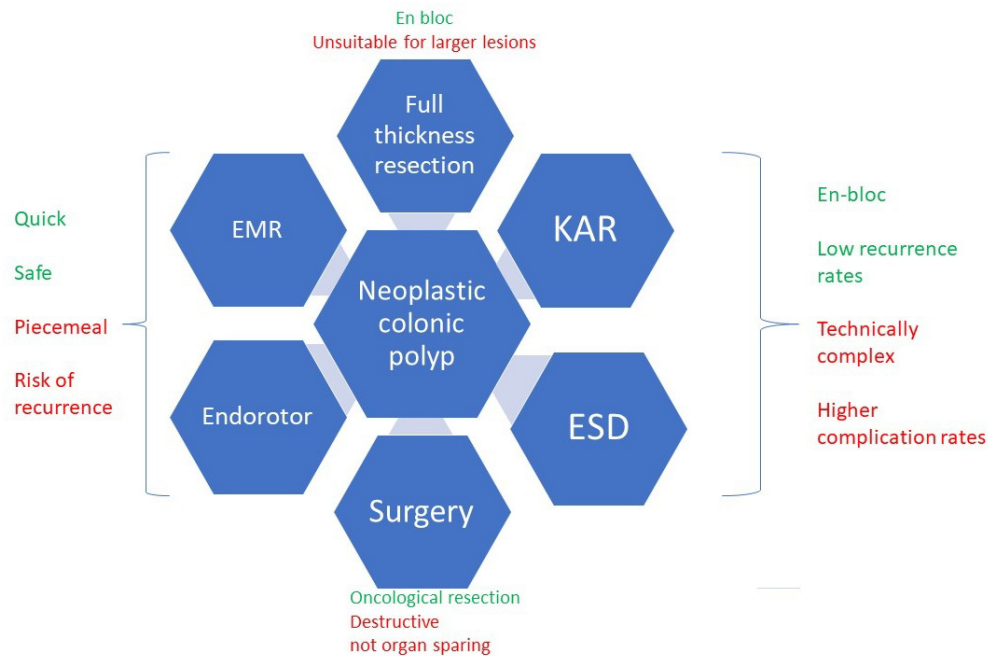 En bloc
Unsuitable for larger lesions
Full
thickness
resection
EMR
KAR
Quick
Safe
Piecemeal
Risk of
recurrence
Neoplastic
colonic
polyp
En-bloc
Low recurrence
rates
Technically
complex
Higher
complication rates
Endorotor
ESD
Surgery
Oncological resection
Destructive
not organ sparing